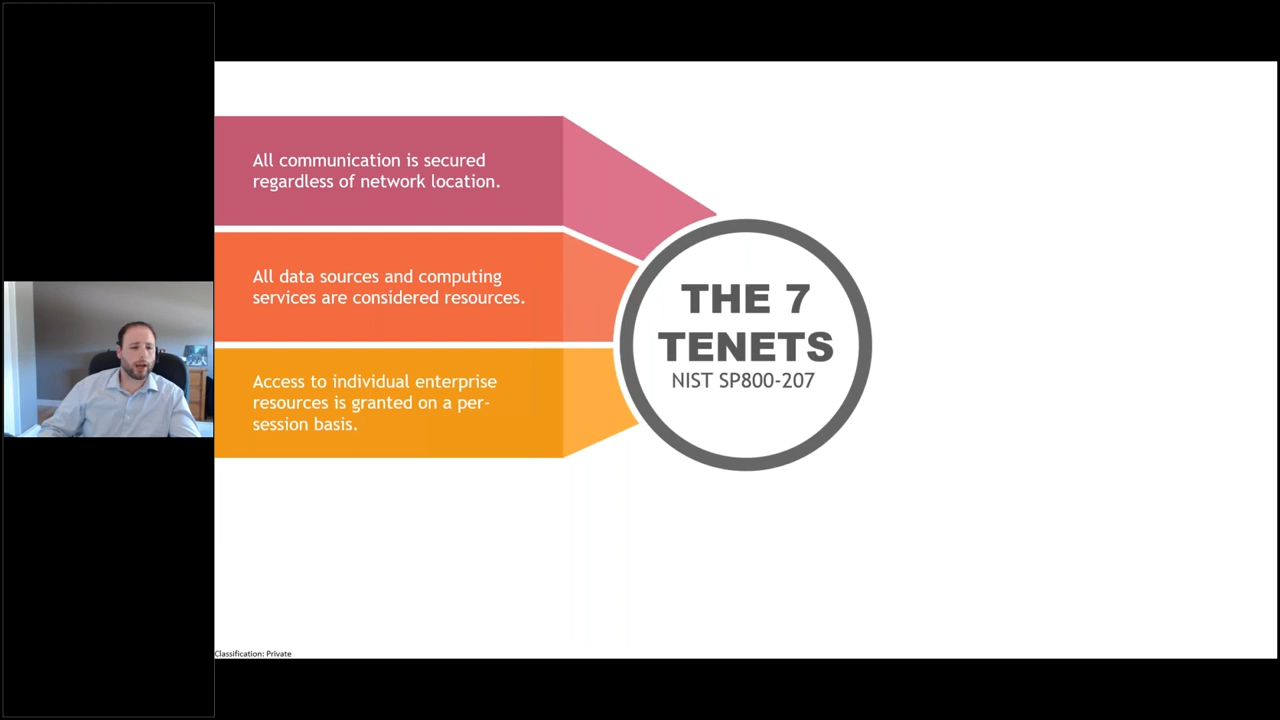 All communication is secured
regardless of network location.
All data sources and computing
services are considered resources.
Access to individual enterprise
resources is granted on a per-
session basis.
THE 7
TENETS
NIST SP800-207
Classification: Private